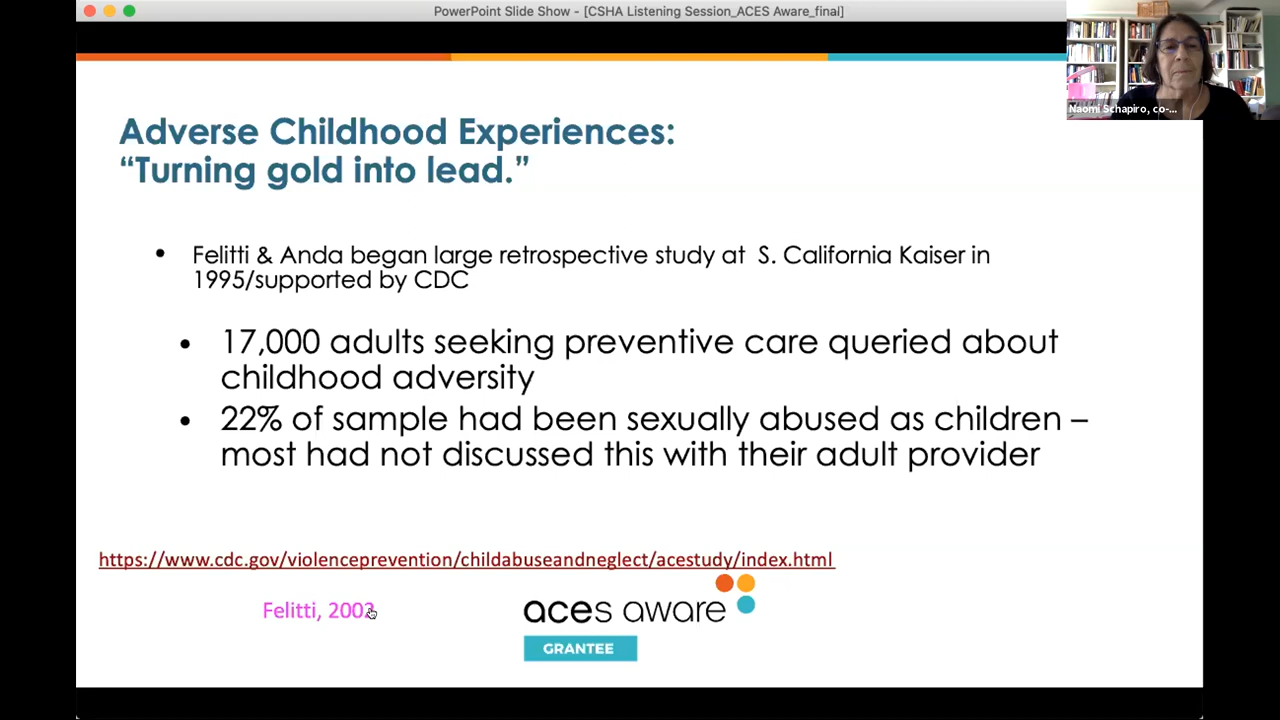 PowerPoint Slide Show - [CSHA Listening Session_ACES Aware_final]
Naomi Schapiro, co-...
Adverse Childhood Experiences:
“Turning gold into lead.”
• Felitti & Anda began large retrospective study at S. California Kaiser in
1995/supported by CDC
• 17,000 adults seeking preventive care queried about
childhood adversity
• 22% of sample had been sexually abused as children –
most had not discussed this with their adult provider
https://www.cdc.gov/violenceprevention/childabuseandneglect/acestudy/index.html
Felitti, 2002
aces aware
GRANTEE